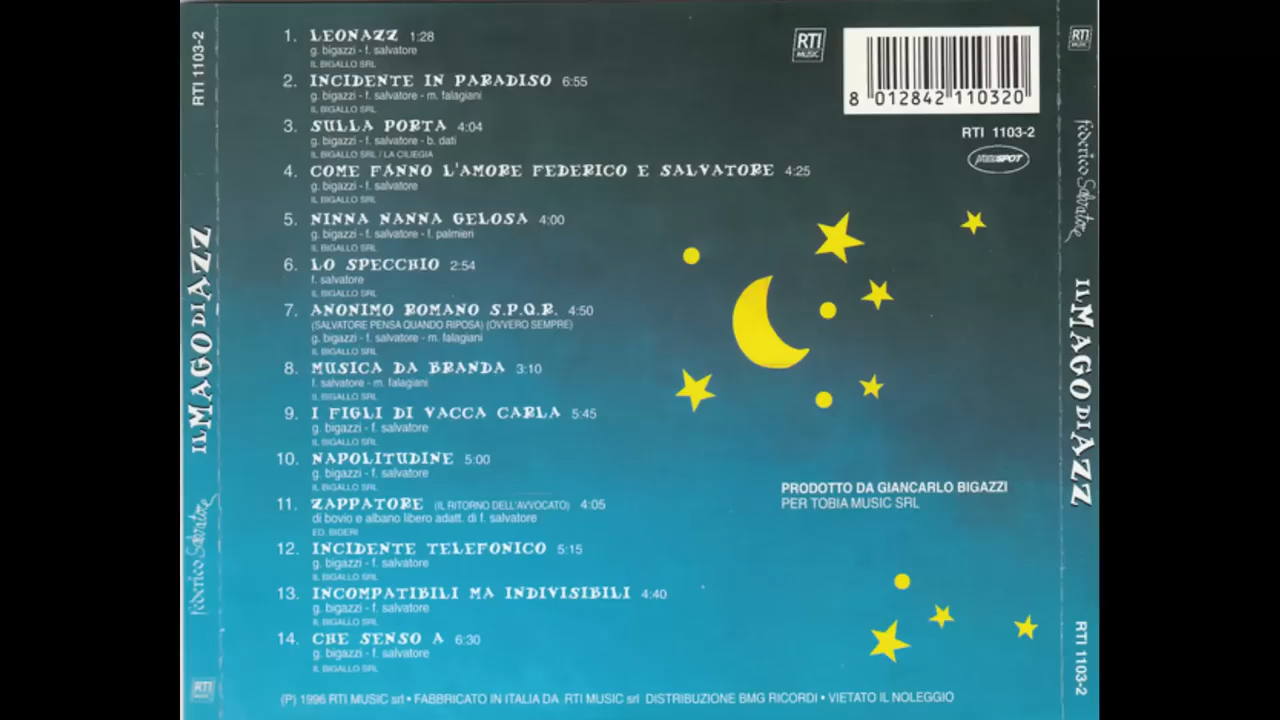 RTI 1103-2
IL MAGO DI AZZ
federico Salvatore
RTI
1. LEONAZZ 1:28
g. bigazzi - f. salvatore
IL BIGALLO SRL
2. INCIDENTE IN PARADISO 6:55
g. bigazzi - f. salvatore - m. falagiani
IL BIGALLO SRL
3. SULLA PORTA 4:04
g. bigazzi - f. salvatore - b. dati
IL BIGALLO SRL / LA CILIEGIA
4. COME FANNO L'AMORE FEDERICO E SALVATORE 4:25
g. bigazzi - f. salvatore
IL BIGALLO SRL
5. NINNA NANNA GELOSA 4:00
g. bigazzi - f. salvatore - f. palmieri
IL BIGALLO SRL
6. LO SPECCHIO 2:54
f. salvatore
IL BIGALLO SRL
7. ANONIMO ROMANO S.P.Q.R. 4:50
(SALVATORE PENSA QUANDO RIPOSA) (OVVERO SEMPRE)
g. bigazzi - f. salvatore - m. falagiani
IL BIGALLO SRL
8. MUSICA DA BRANDA 3:10
f. salvatore - m. falagiani
IL BIGALLO SRL
9. I FIGLI DI VACCA CARLA 5:45
g. bigazzi - f. salvatore
IL BIGALLO SRL
10. NAPOLITUDINE 5:00
g. bigazzi - f. salvatore
IL BIGALLO SRL
11. ZAPPATORE (IL RITORNO DELL'AVVOCATO) 4:05
di bovio e albano libero adatt. di f. salvatore
ED. BIDERI
12. INCIDENTE TELEFONICO 5:15
g. bigazzi - f. salvatore
IL BIGALLO SRL
13. INCOMPATIBILI MA INDIVISIBILI 4:40
g. bigazzi - f. salvatore
IL BIGALLO SRL
14. CHE SENSO A 6:30
g. bigazzi - f. salvatore
IL BIGALLO SRL
RTI
MUSIC
8 012842 110320
RTI 1103-2
PRODOTTO DA GIANCARLO BIGAZZI
PER TOBIA MUSIC SRL
(P) 1996 RTI MUSIC srl • FABBRICATO IN ITALIA DA RTI MUSIC srl DISTRIBUZIONE BMG RICORDI • VIETATO IL NOLEGGIO
RTI
federico Salvatore
IL MAGO DI AZZ
RTI 1103-2